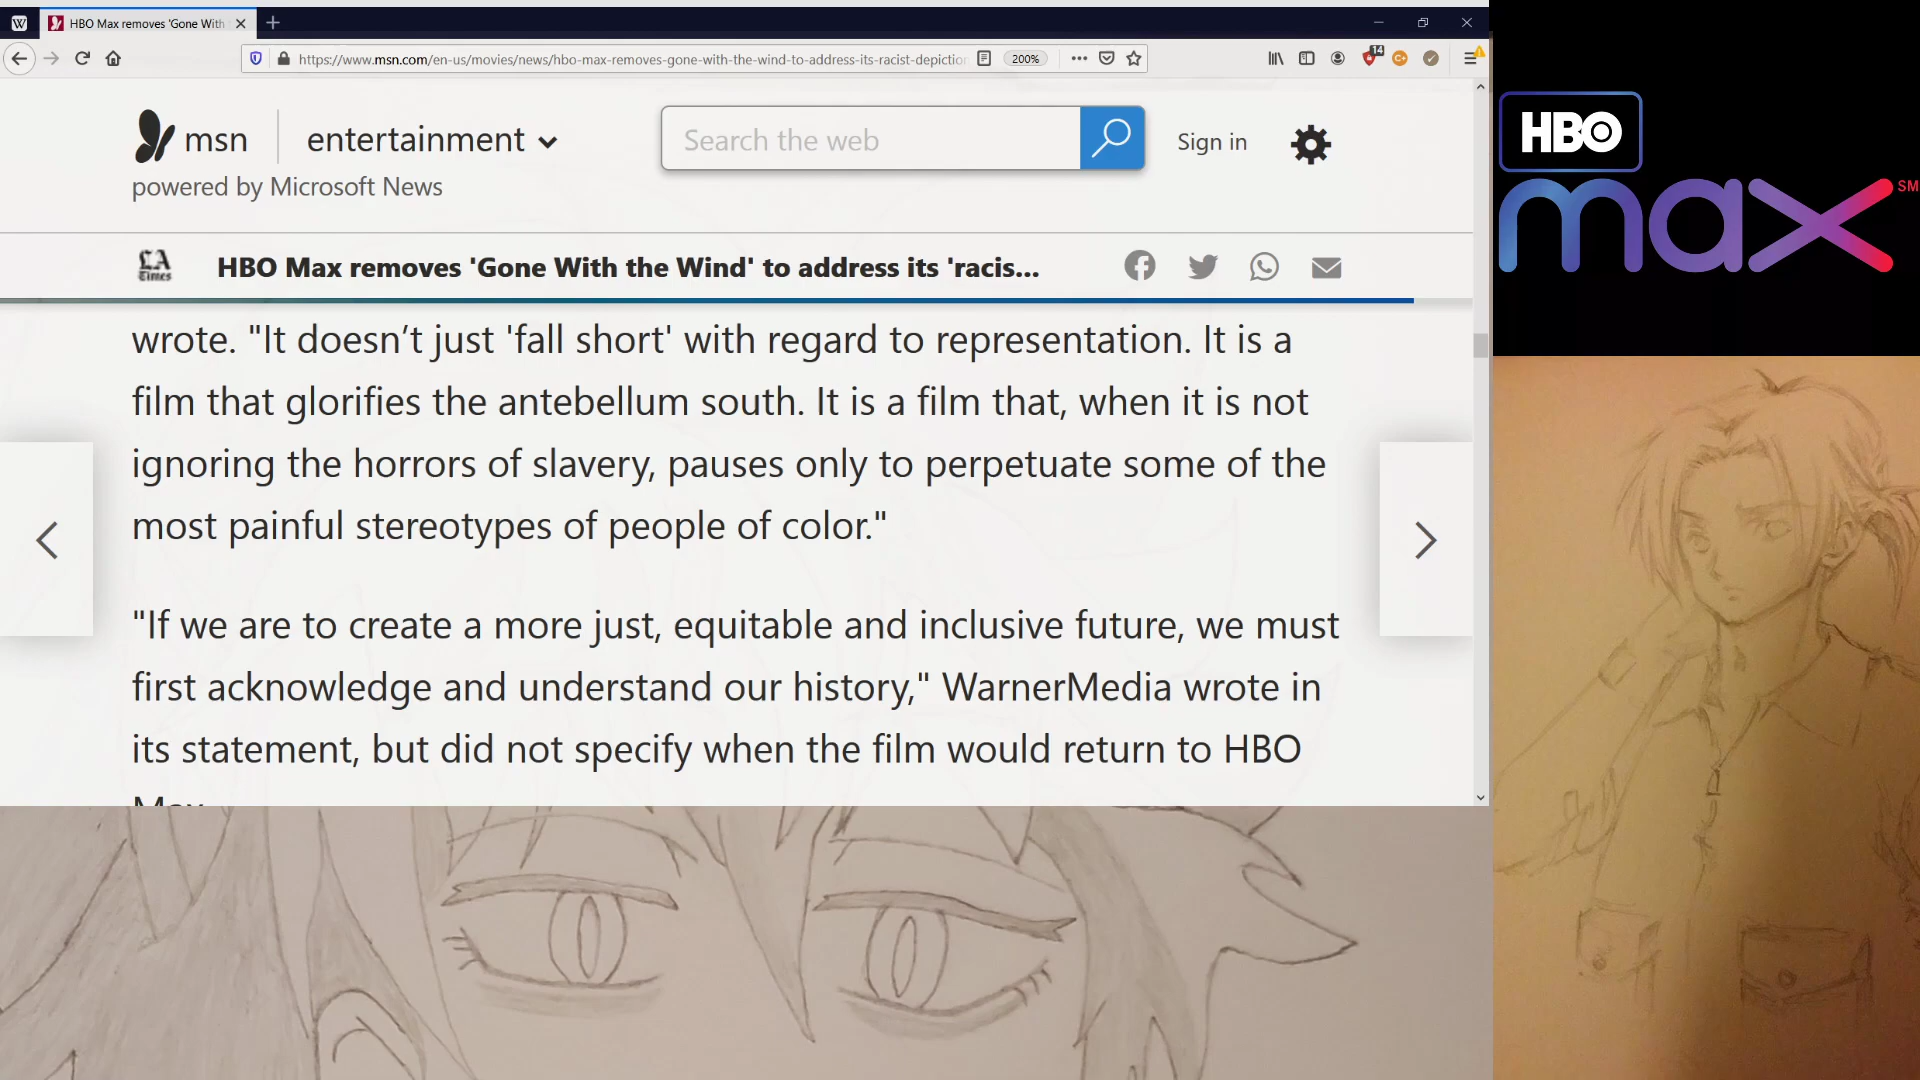 HBO Max removes 'Gone With
https://www.msn.com/en-us/movies/news/hbo-max-removes-gone-with-the-wind-to-address-its-racist-depictio
200%
14
msn
entertainment
Search the web
Sign in
powered by Microsoft News
LA Times
HBO Max removes 'Gone With the Wind' to address its 'racis...
wrote. "It doesn’t just 'fall short' with regard to representation. It is a
film that glorifies the antebellum south. It is a film that, when it is not
ignoring the horrors of slavery, pauses only to perpetuate some of the
most painful stereotypes of people of color."
"If we are to create a more just, equitable and inclusive future, we must
first acknowledge and understand our history," WarnerMedia wrote in
its statement, but did not specify when the film would return to HBO
Max
HBO
max SM